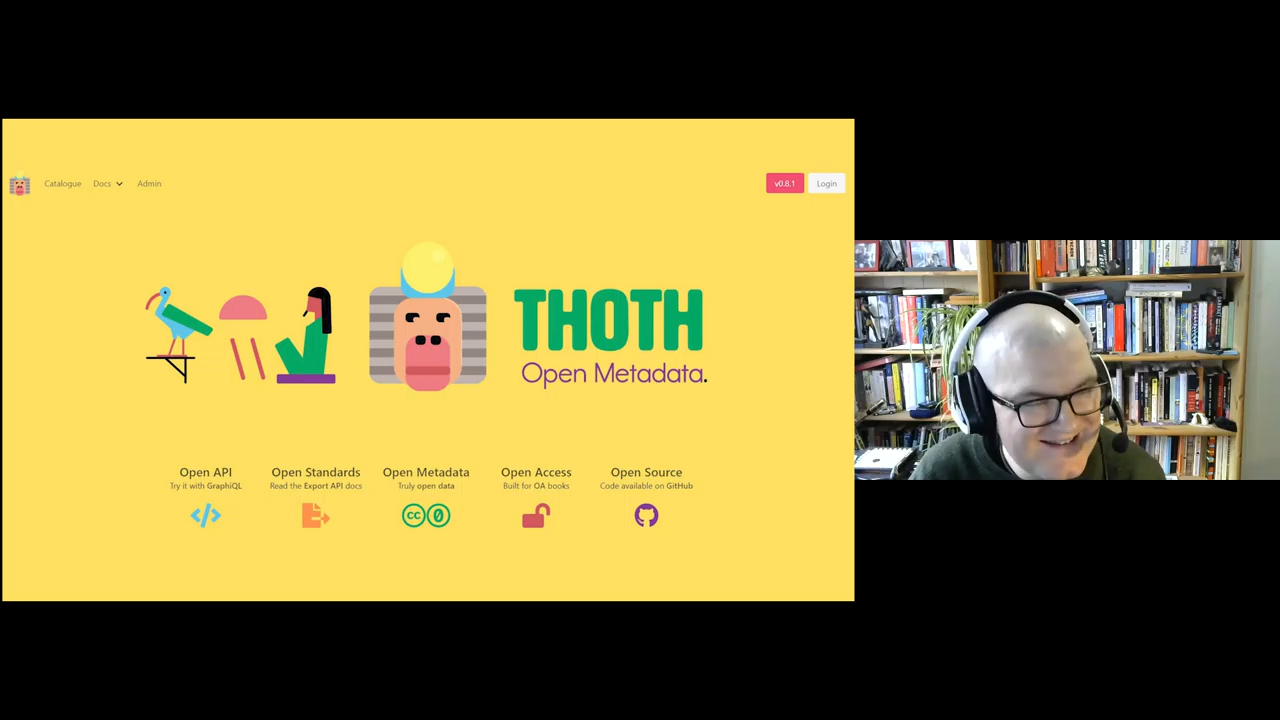 Catalogue Docs Admin
v0.8.1 Login
THOTH
Open Metadata.
Open API
Try it with GraphiQL
Open Standards
Read the Export API docs
Open Metadata
Truly open data
cc 0
Open Access
Built for OA books
Open Source
Code available on GitHub